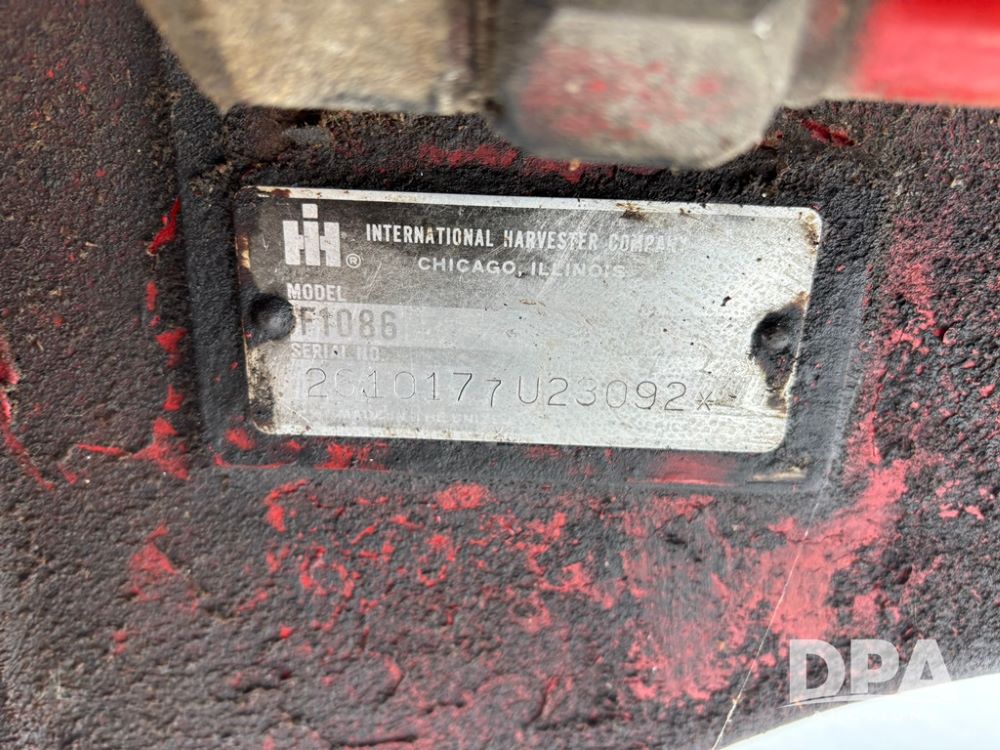 IH®
INTERNATIONAL HARVESTER COMPANY
CHICAGO, ILLINOIS
MODEL
F1086
SERIAL NO.
2610177U23092*
DPA